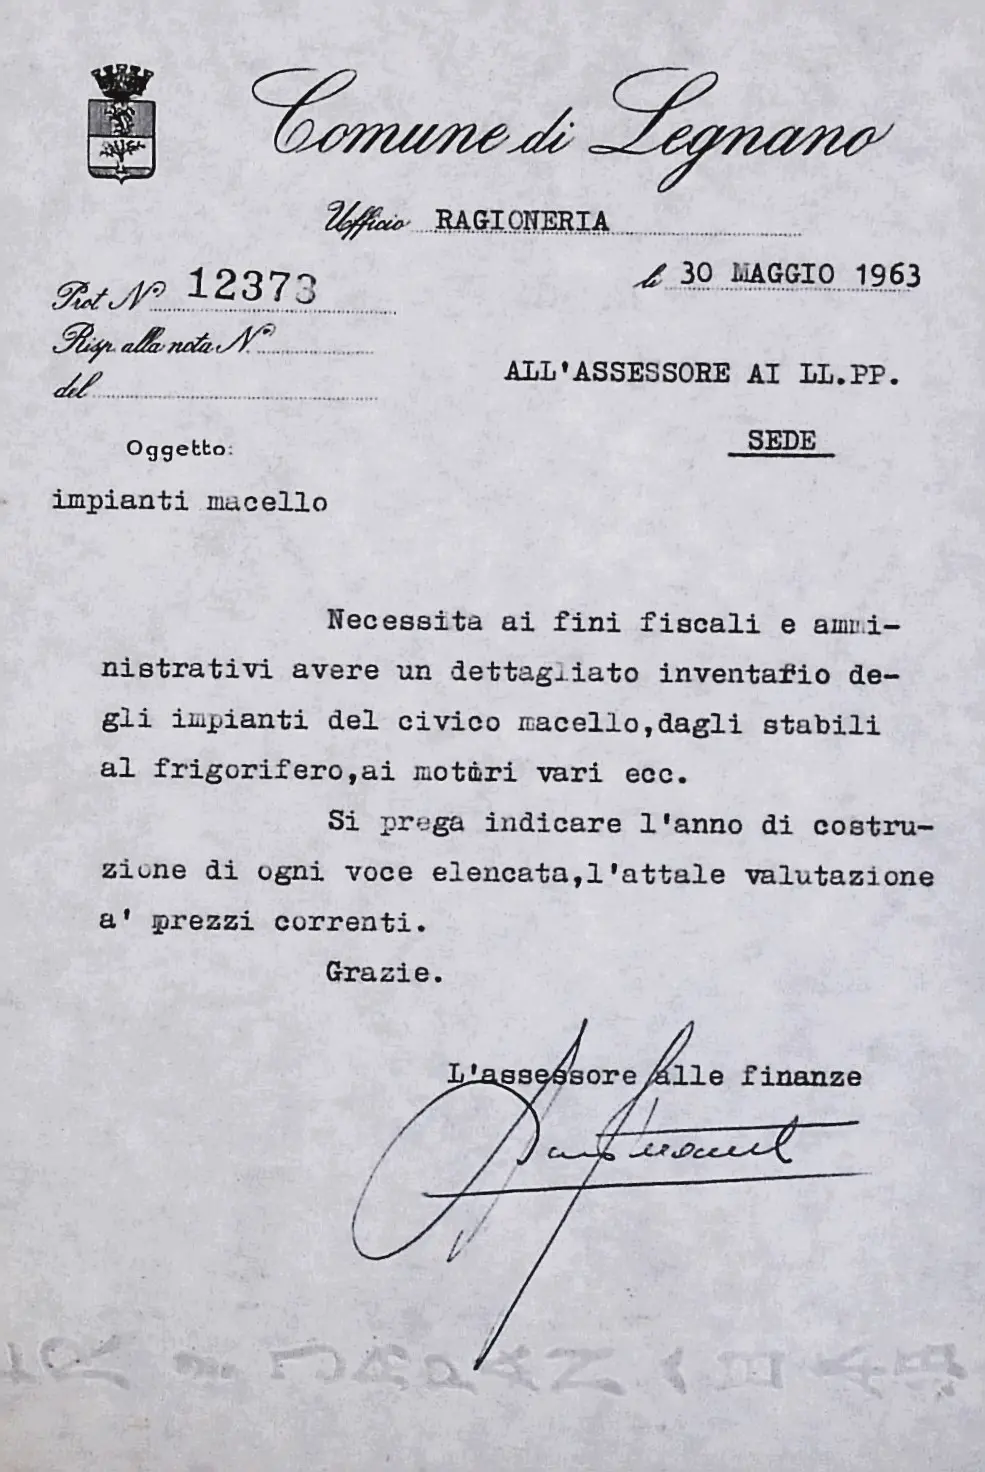 Comune di Legnano
Ufficio RAGIONERIA
li 30 MAGGIO 1963
Prot. Nº 12373
Risp. alla nota Nº
del
ALL'ASSESSORE AI LL.PP.
SEDE
Oggetto:
impianti macello
Necessita ai fini fiscali e ammi-
nistrativi avere un dettagliato inventario de-
gli impianti del civico macello,dagli stabili
al frigorifero,ai motori vari ecc.
Si prega indicare l'anno di costru-
zione di ogni voce elencata,l'attale valutazione
a' prezzi correnti.
Grazie.
L'assessore alle finanze